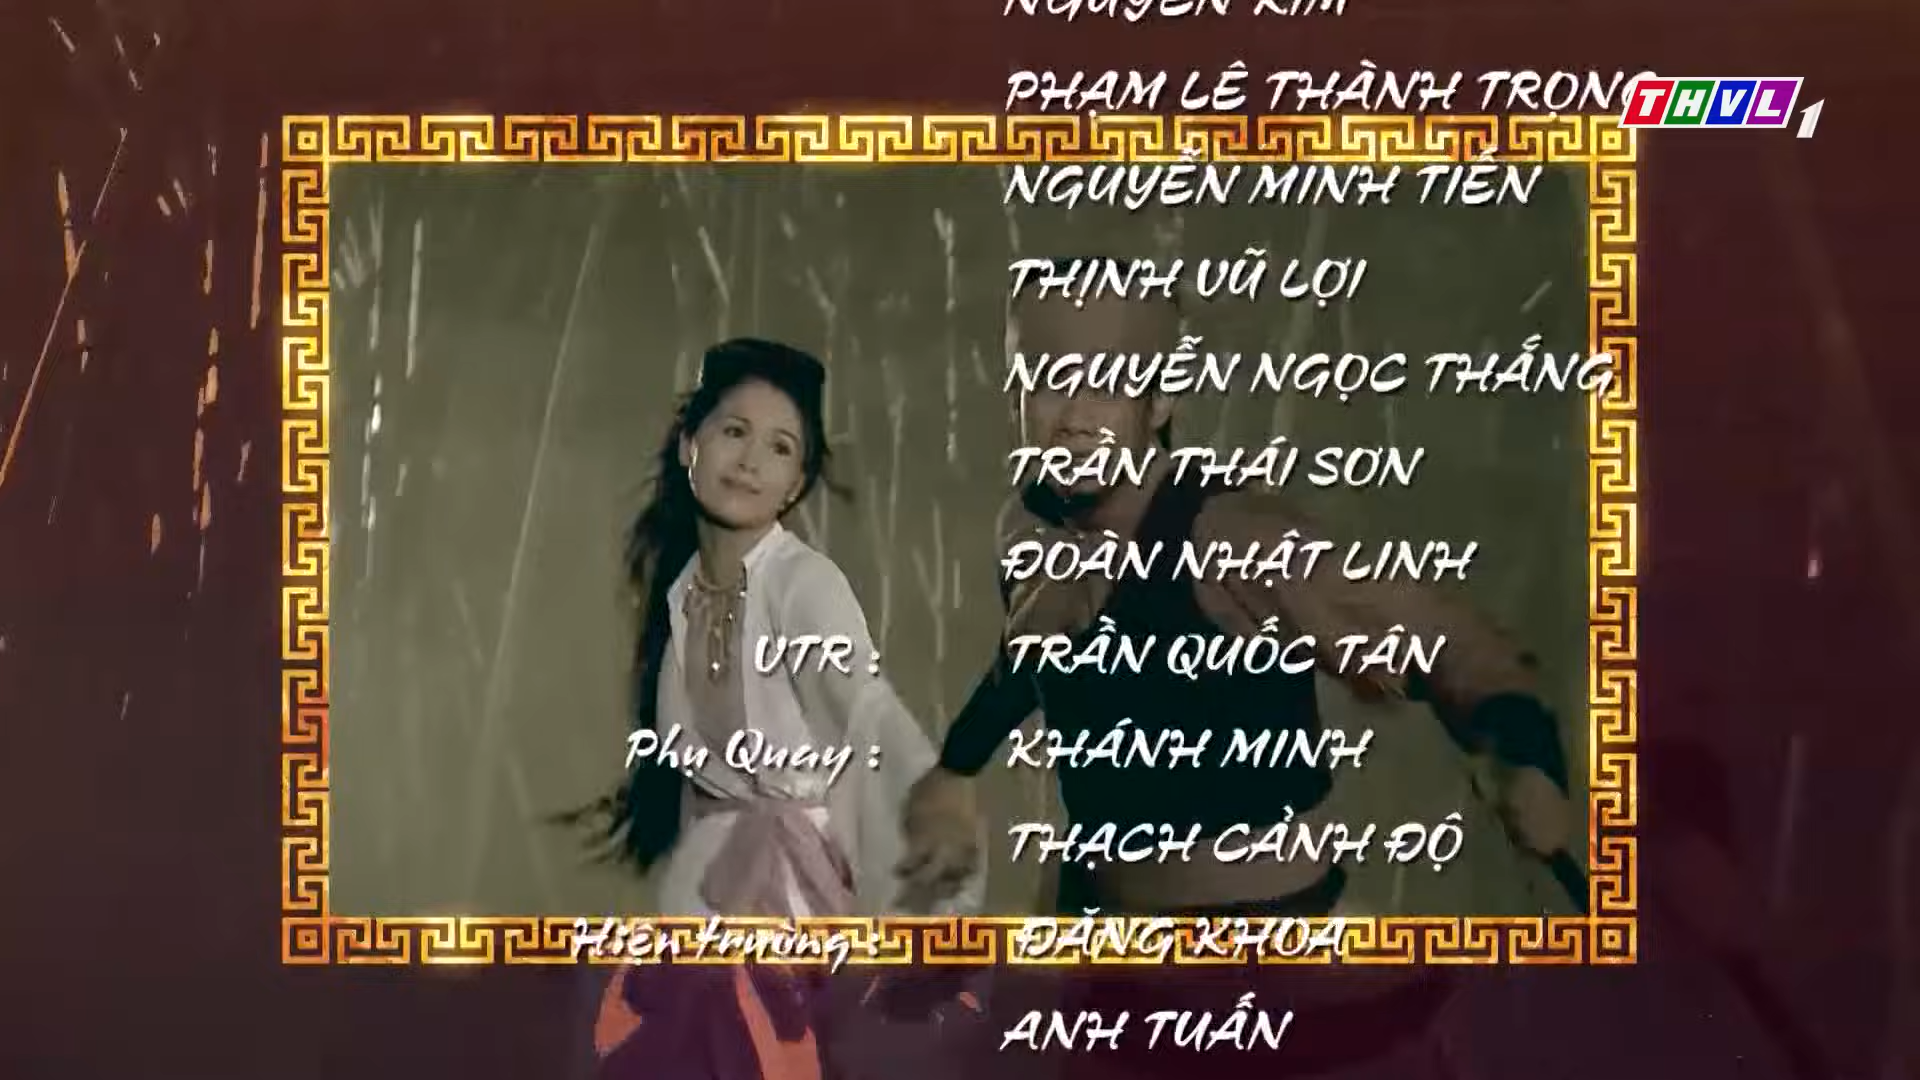 NGUYỄN KIM
PHẠM LÊ THÀNH TRỌNG
THVL 1
NGUYỄN MINH TIẾN
THỊNH VŨ LỢI
NGUYỄN NGỌC THẮNG
TRẦN THÁI SƠN
ĐOÀN NHẬT LINH
VTR : TRẦN QUỐC TÂN
Phụ Quay : KHÁNH MINH
THẠCH CẢNH ĐỘ
Hiện trường : ĐĂNG KHOA
ANH TUẤN